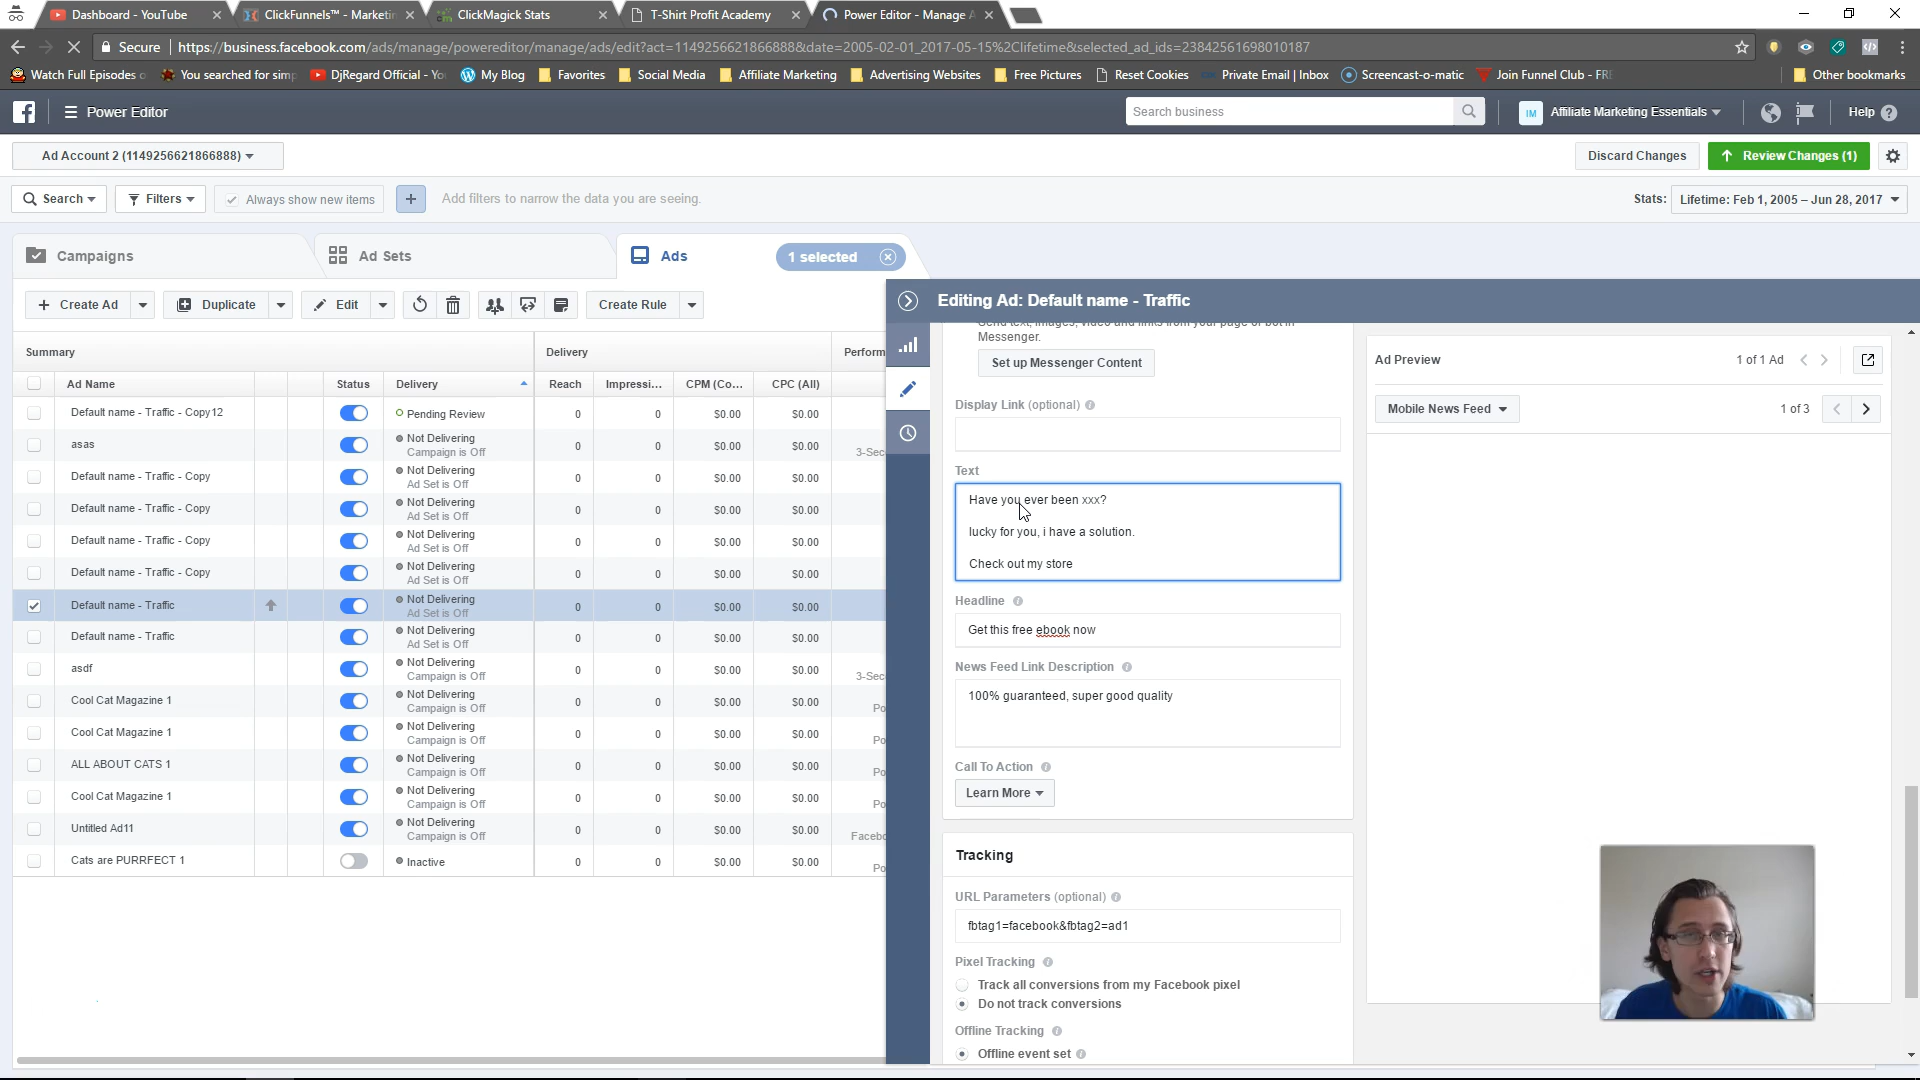 Dashboard - YouTube
ClickFunnels™ - Marketin
ClickMagick Stats
T-Shirt Profit Academy
Power Editor - Manage A
Secure
https://business.facebook.com/ads/manage/powereditor/manage/ads/edit?act=1149256621866888&date=2005-02-01_2017-05-15%2Clifetime&selected_ad_ids=23842561698010187
Watch Full Episodes o
You searched for simp
DjRegard Official - Yo
My Blog
Favorites
Social Media
Affiliate Marketing
Advertising Websites
Free Pictures
Reset Cookies
Private Email | Inbox
Screencast-o-matic
Join Funnel Club - FRE
Other bookmarks
Power Editor
Search business
IM
Affiliate Marketing Essentials
Help
Ad Account 2 (1149256621866888)
Discard Changes
Review Changes (1)
Search
Filters
Always show new items
Add filters to narrow the data you are seeing.
Stats:
Lifetime: Feb 1, 2005 – Jun 28, 2017
Campaigns
Ad Sets
Ads
1 selected
Create Ad
Duplicate
Edit
Create Rule
Summary
Delivery
Perform
Ad Name Status Delivery Reach Impressi... CPM (Co... CPC (All)
Default name - Traffic - Copy12 Pending Review 0 0 $0.00 $0.00
asas Not Delivering 0 0 $0.00 $0.00
Campaign is Off 3-Sec
Default name - Traffic - Copy Not Delivering 0 0 $0.00 $0.00
Ad Set is Off
Default name - Traffic - Copy Not Delivering 0 0 $0.00 $0.00
Ad Set is Off
Default name - Traffic - Copy Not Delivering 0 0 $0.00 $0.00
Ad Set is Off
Default name - Traffic - Copy Not Delivering 0 0 $0.00 $0.00
Ad Set is Off
Default name - Traffic Not Delivering 0 0 $0.00 $0.00
Ad Set is Off
Default name - Traffic Not Delivering 0 0 $0.00 $0.00
Ad Set is Off
asdf Not Delivering 0 0 $0.00 $0.00
Campaign is Off 3-Sec
Cool Cat Magazine 1 Not Delivering 0 0 $0.00 $0.00
Campaign is Off Po
Cool Cat Magazine 1 Not Delivering 0 0 $0.00 $0.00
Campaign is Off Po
ALL ABOUT CATS 1 Not Delivering 0 0 $0.00 $0.00
Campaign is Off Po
Cool Cat Magazine 1 Not Delivering 0 0 $0.00 $0.00
Campaign is Off Po
Untitled Ad11 Not Delivering 0 0 $0.00 $0.00
Campaign is Off Facebo
Cats are PURRFECT 1 Inactive 0 0 $0.00 $0.00
Po
Editing Ad: Default name - Traffic
Send text, images, video and links from your page or bot in
Messenger.
Set up Messenger Content
Display Link (optional)
Text
Have you ever been xxx?
lucky for you, i have a solution.
Check out my store
Headline
Get this free ebook now
News Feed Link Description
100% guaranteed, super good quality
Call To Action
Learn More
Tracking
URL Parameters (optional)
fbtag1=facebook&fbtag2=ad1
Pixel Tracking
Track all conversions from my Facebook pixel
Do not track conversions
Offline Tracking
Offline event set
Ad Preview
1 of 1 Ad
Mobile News Feed
1 of 3